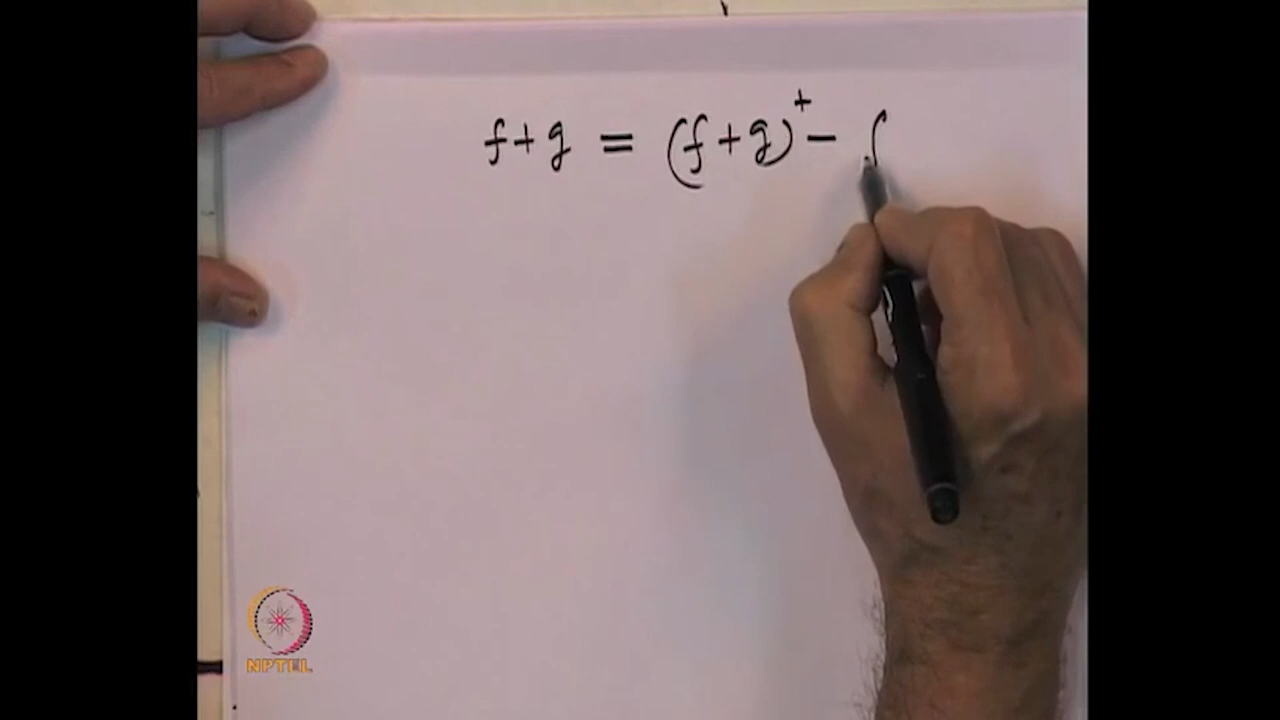 f+g = (f+g)⁺ -
NPTEL